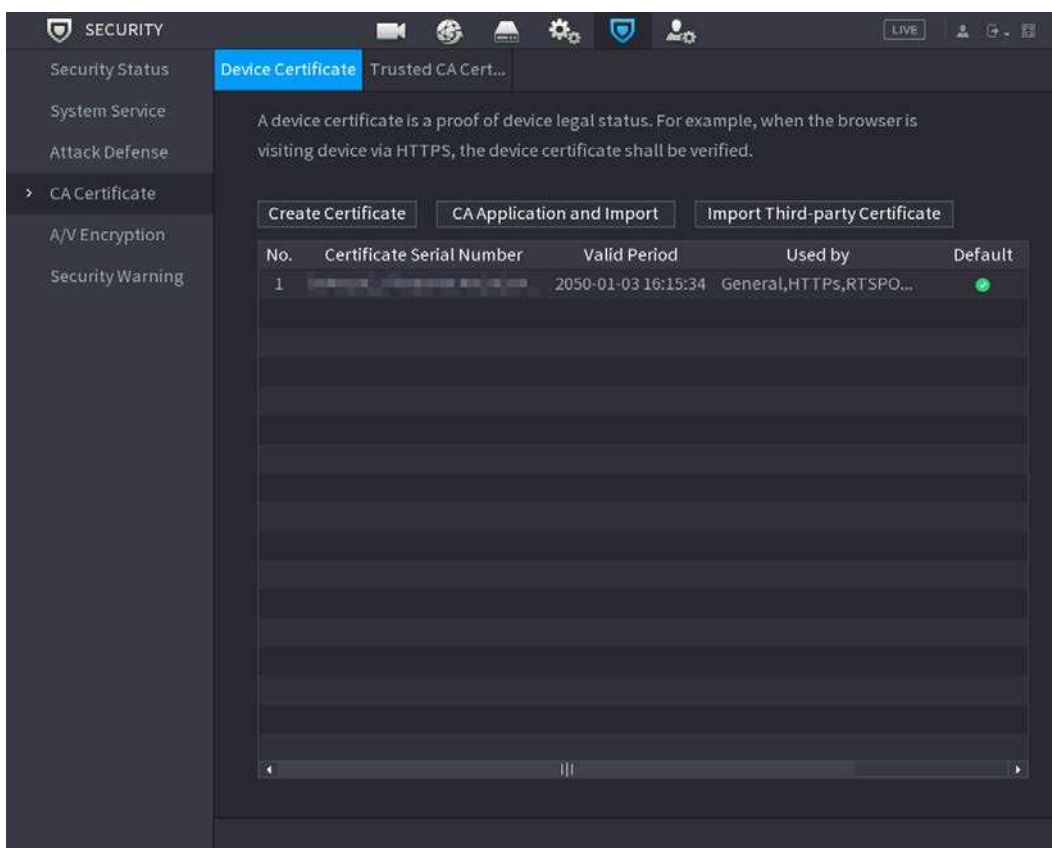 SECURITY
LIVE
Security Status
System Service
Attack Defense
CA Certificate
A/V Encryption
Security Warning
Device Certificate Trusted CA Cert...
A device certificate is a proof of device legal status. For example, when the browser is
visiting device via HTTPS, the device certificate shall be verified.
Create Certificate CA Application and Import Import Third-party Certificate
No. Certificate Serial Number Valid Period Used by Default
1 2050-01-03 16:15:34 General,HTTPs,RTSPO...